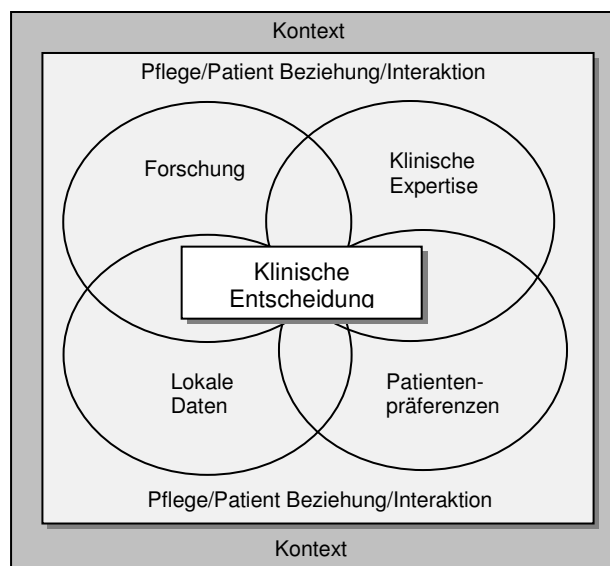 Kontext
Pflege/Patient Beziehung/Interaktion
Forschung
Klinische
Expertise
Klinische
Entscheidung
Lokale
Daten
Patienten-
präferenzen
Pflege/Patient Beziehung/Interaktion
Kontext